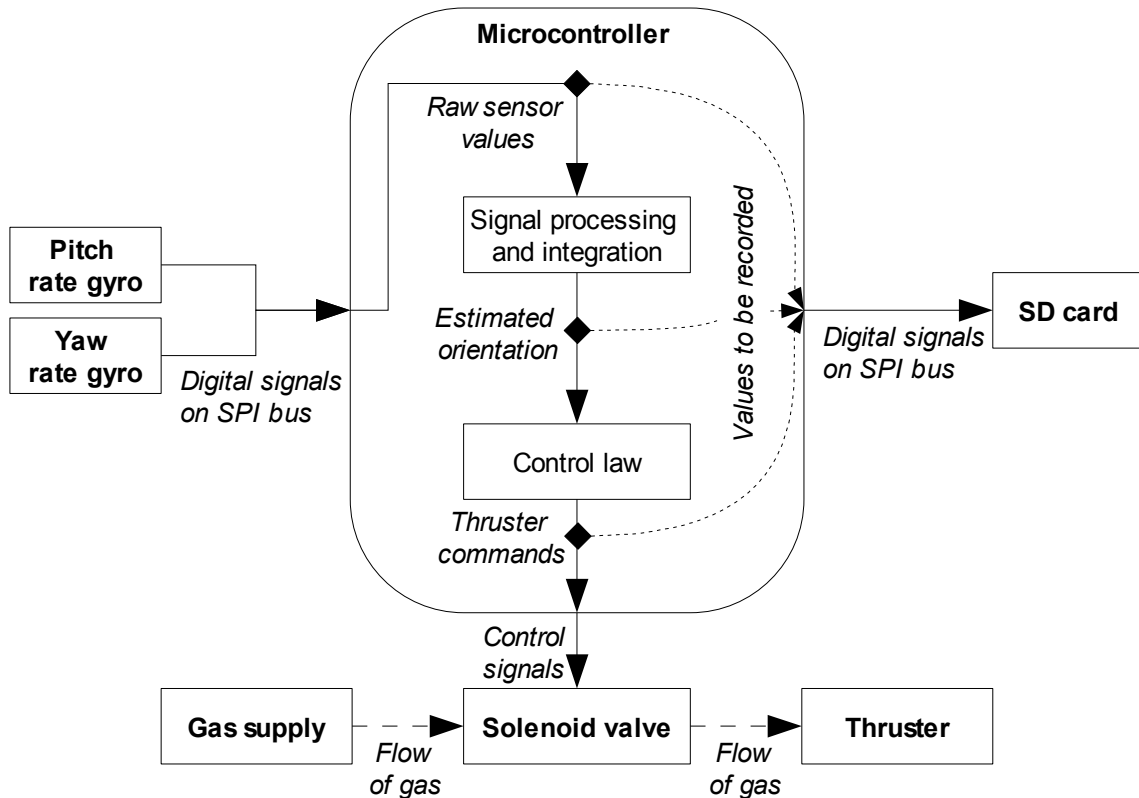 Microcontroller
Raw sensor
values
Signal processing
and integration
Pitch
rate gyro
Yaw
rate gyro
Digital signals
on SPI bus
Estimated
orientation
Values to be recorded
SD card
Digital signals
on SPI bus
Control law
Thruster
commands
Control
signals
Gas supply
Flow
of gas
Solenoid valve
Flow
of gas
Thruster